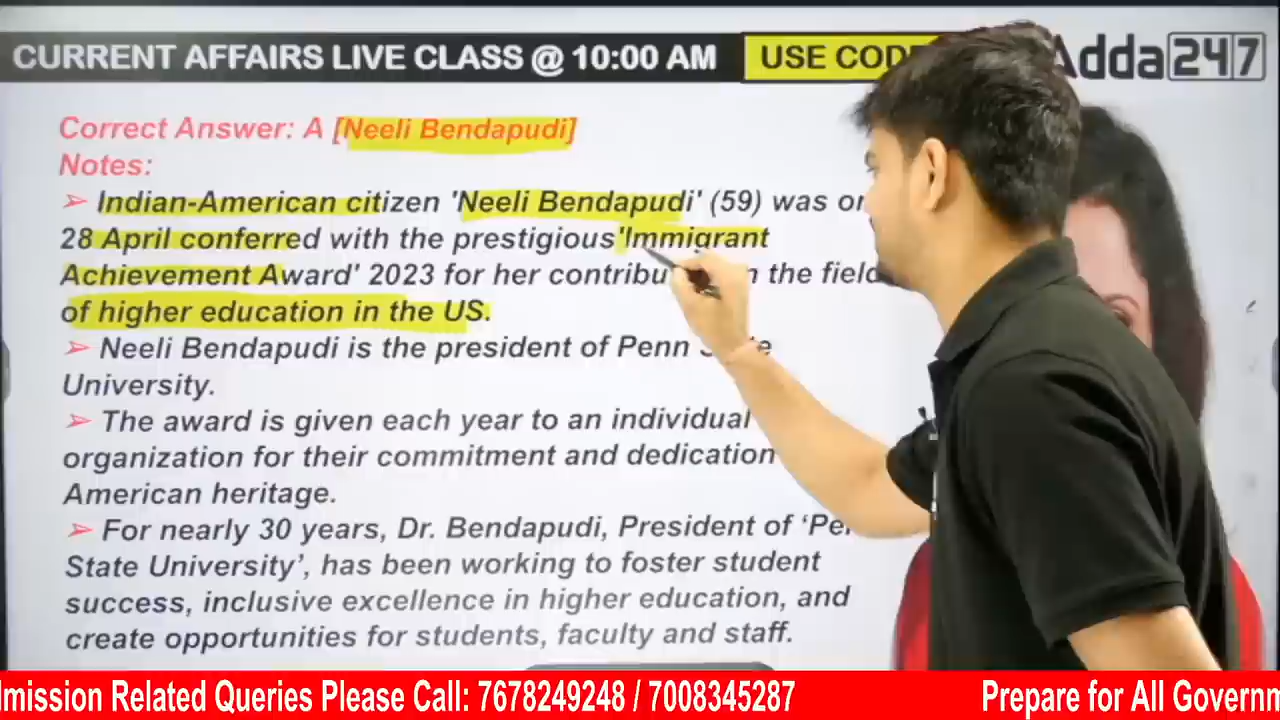 CURRENT AFFAIRS LIVE CLASS @ 10:00 AM
USE COD
Adda247
Correct Answer: A [Neeli Bendapudi]
Notes:
➢ Indian-American citizen 'Neeli Bendapudi' (59) was
28 April conferred with the prestigious 'Immigrant
Achievement Award' 2023 for her the field
of higher education in the US.
➢ Neeli Bendapudi is the president of Penn
University.
➢ The award is given each year to an individual
organization for their commitment and dedication
American heritage.
➢ For nearly 30 years, Dr. Bendapudi, President of
State University', has been working to foster student
success, inclusive excellence in higher education, and
create opportunities for students, faculty and staff.
mission Related Queries Please Call: 7678249248 / 7008345287 Prepare for All Governm